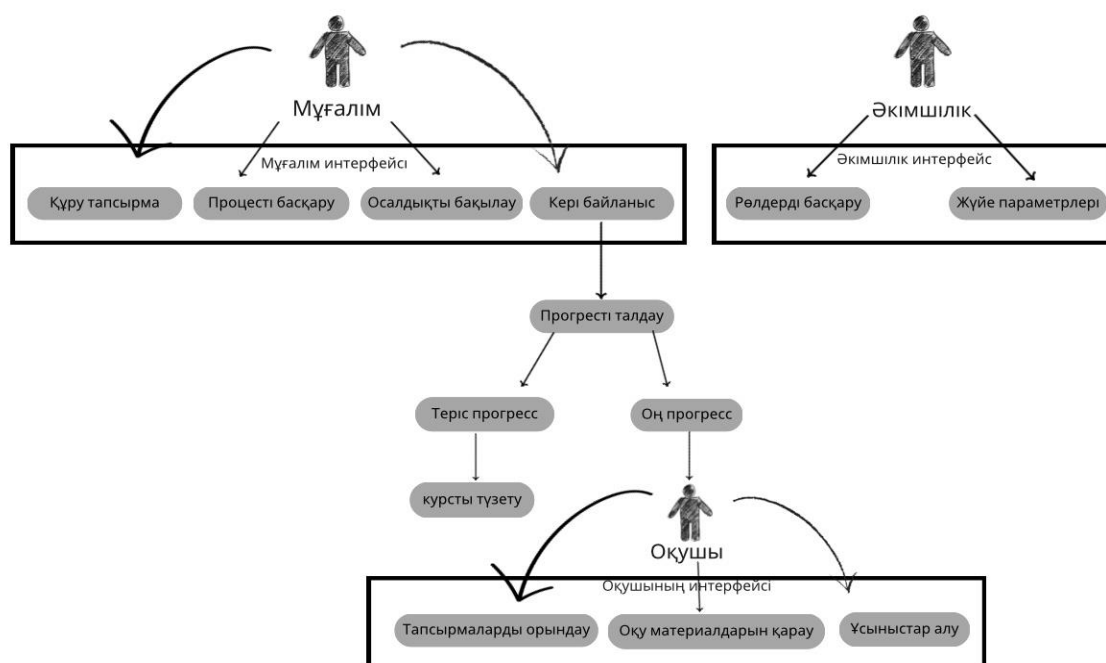 Мұғалім
Әкімшілік
Мұғалім интерфейсі
Әкімшілік интерфейс
Құру тапсырма
Процесті басқару
Осалдықты бақылау
Кері байланыс
Рөлдерді басқару
Жүйе параметрлері
Прогресті талдау
Теріс прогресс
Оң прогресс
курсты түзету
Оқушы
Оқушының интерфейсі
Тапсырмаларды орындау
Оқу материалдарын қарау
Ұсыныстар алу